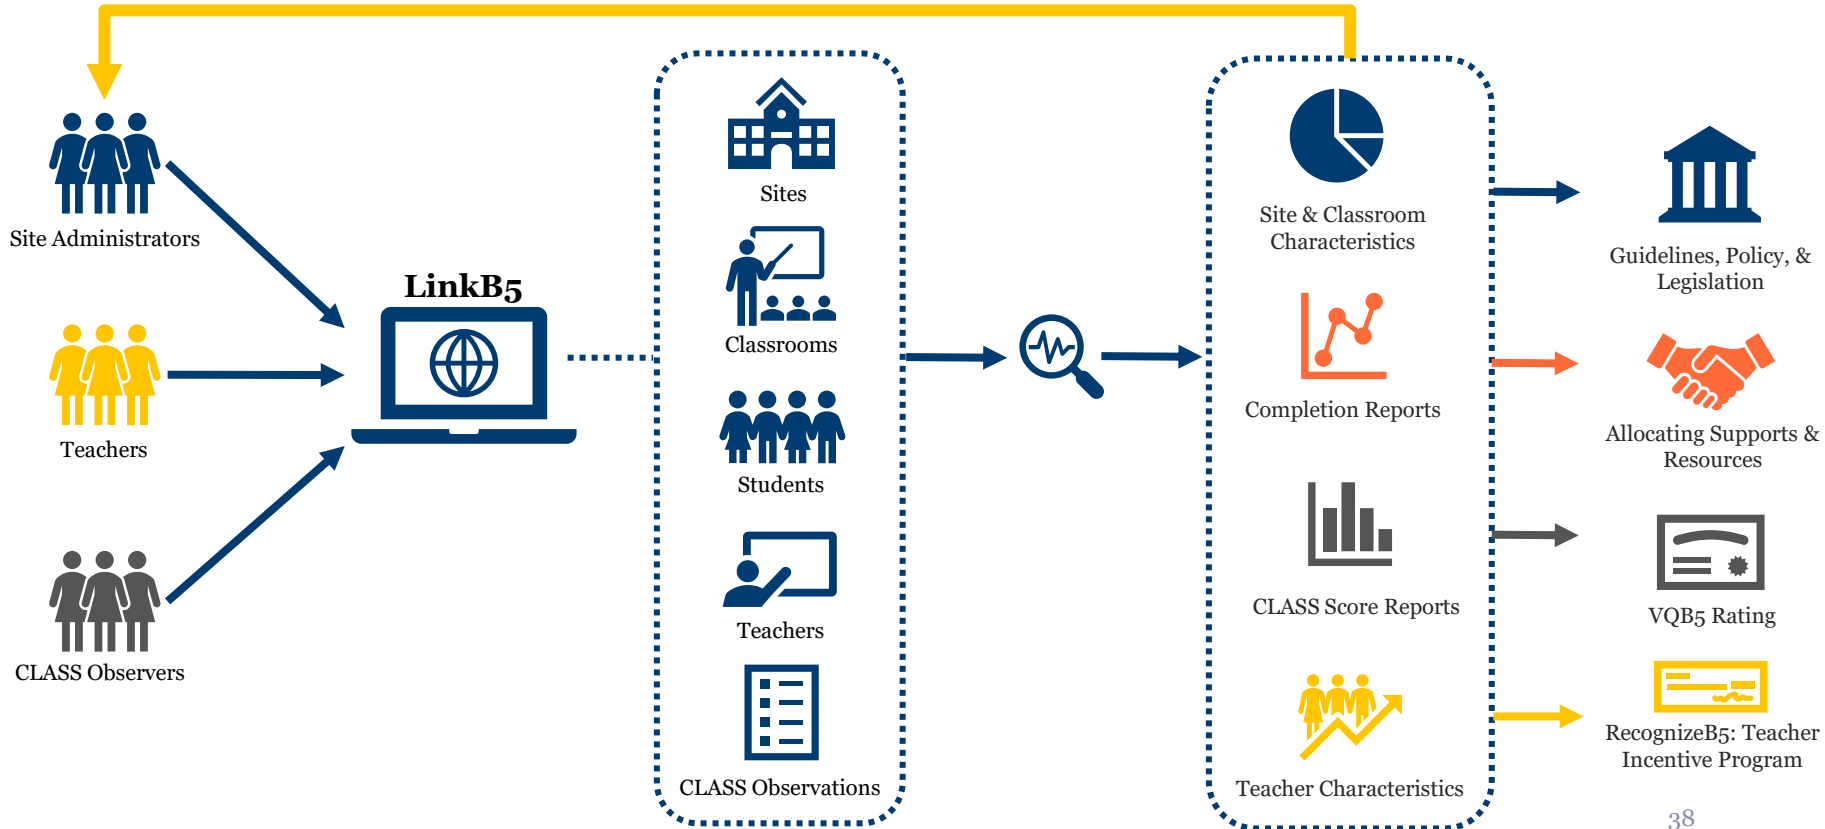 Site Administrators
Teachers
CLASS Observers
LinkB5
Sites
Classrooms
Students
Teachers
CLASS Observations
Site & Classroom
Characteristics
Completion Reports
CLASS Score Reports
Teacher Characteristics
Guidelines, Policy, &
Legislation
Allocating Supports &
Resources
VQB5 Rating
RecognizeB5: Teacher
Incentive Program
38